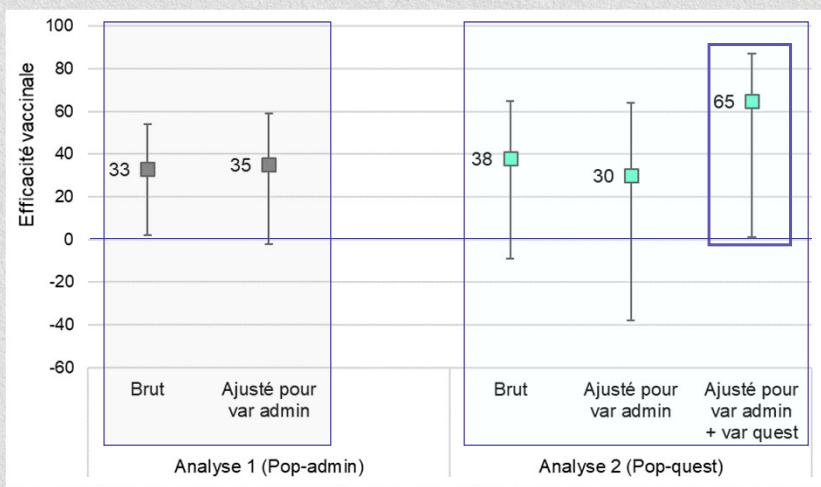 Efficacité vaccinale
100
80
60
40
20
0
-20
-40
-60
33
35
38
30
65
Brut
Ajusté pour
var admin
Brut
Ajusté pour
var admin
Ajusté pour
var admin
+ var quest
Analyse 1 (Pop-admin)
Analyse 2 (Pop-quest)